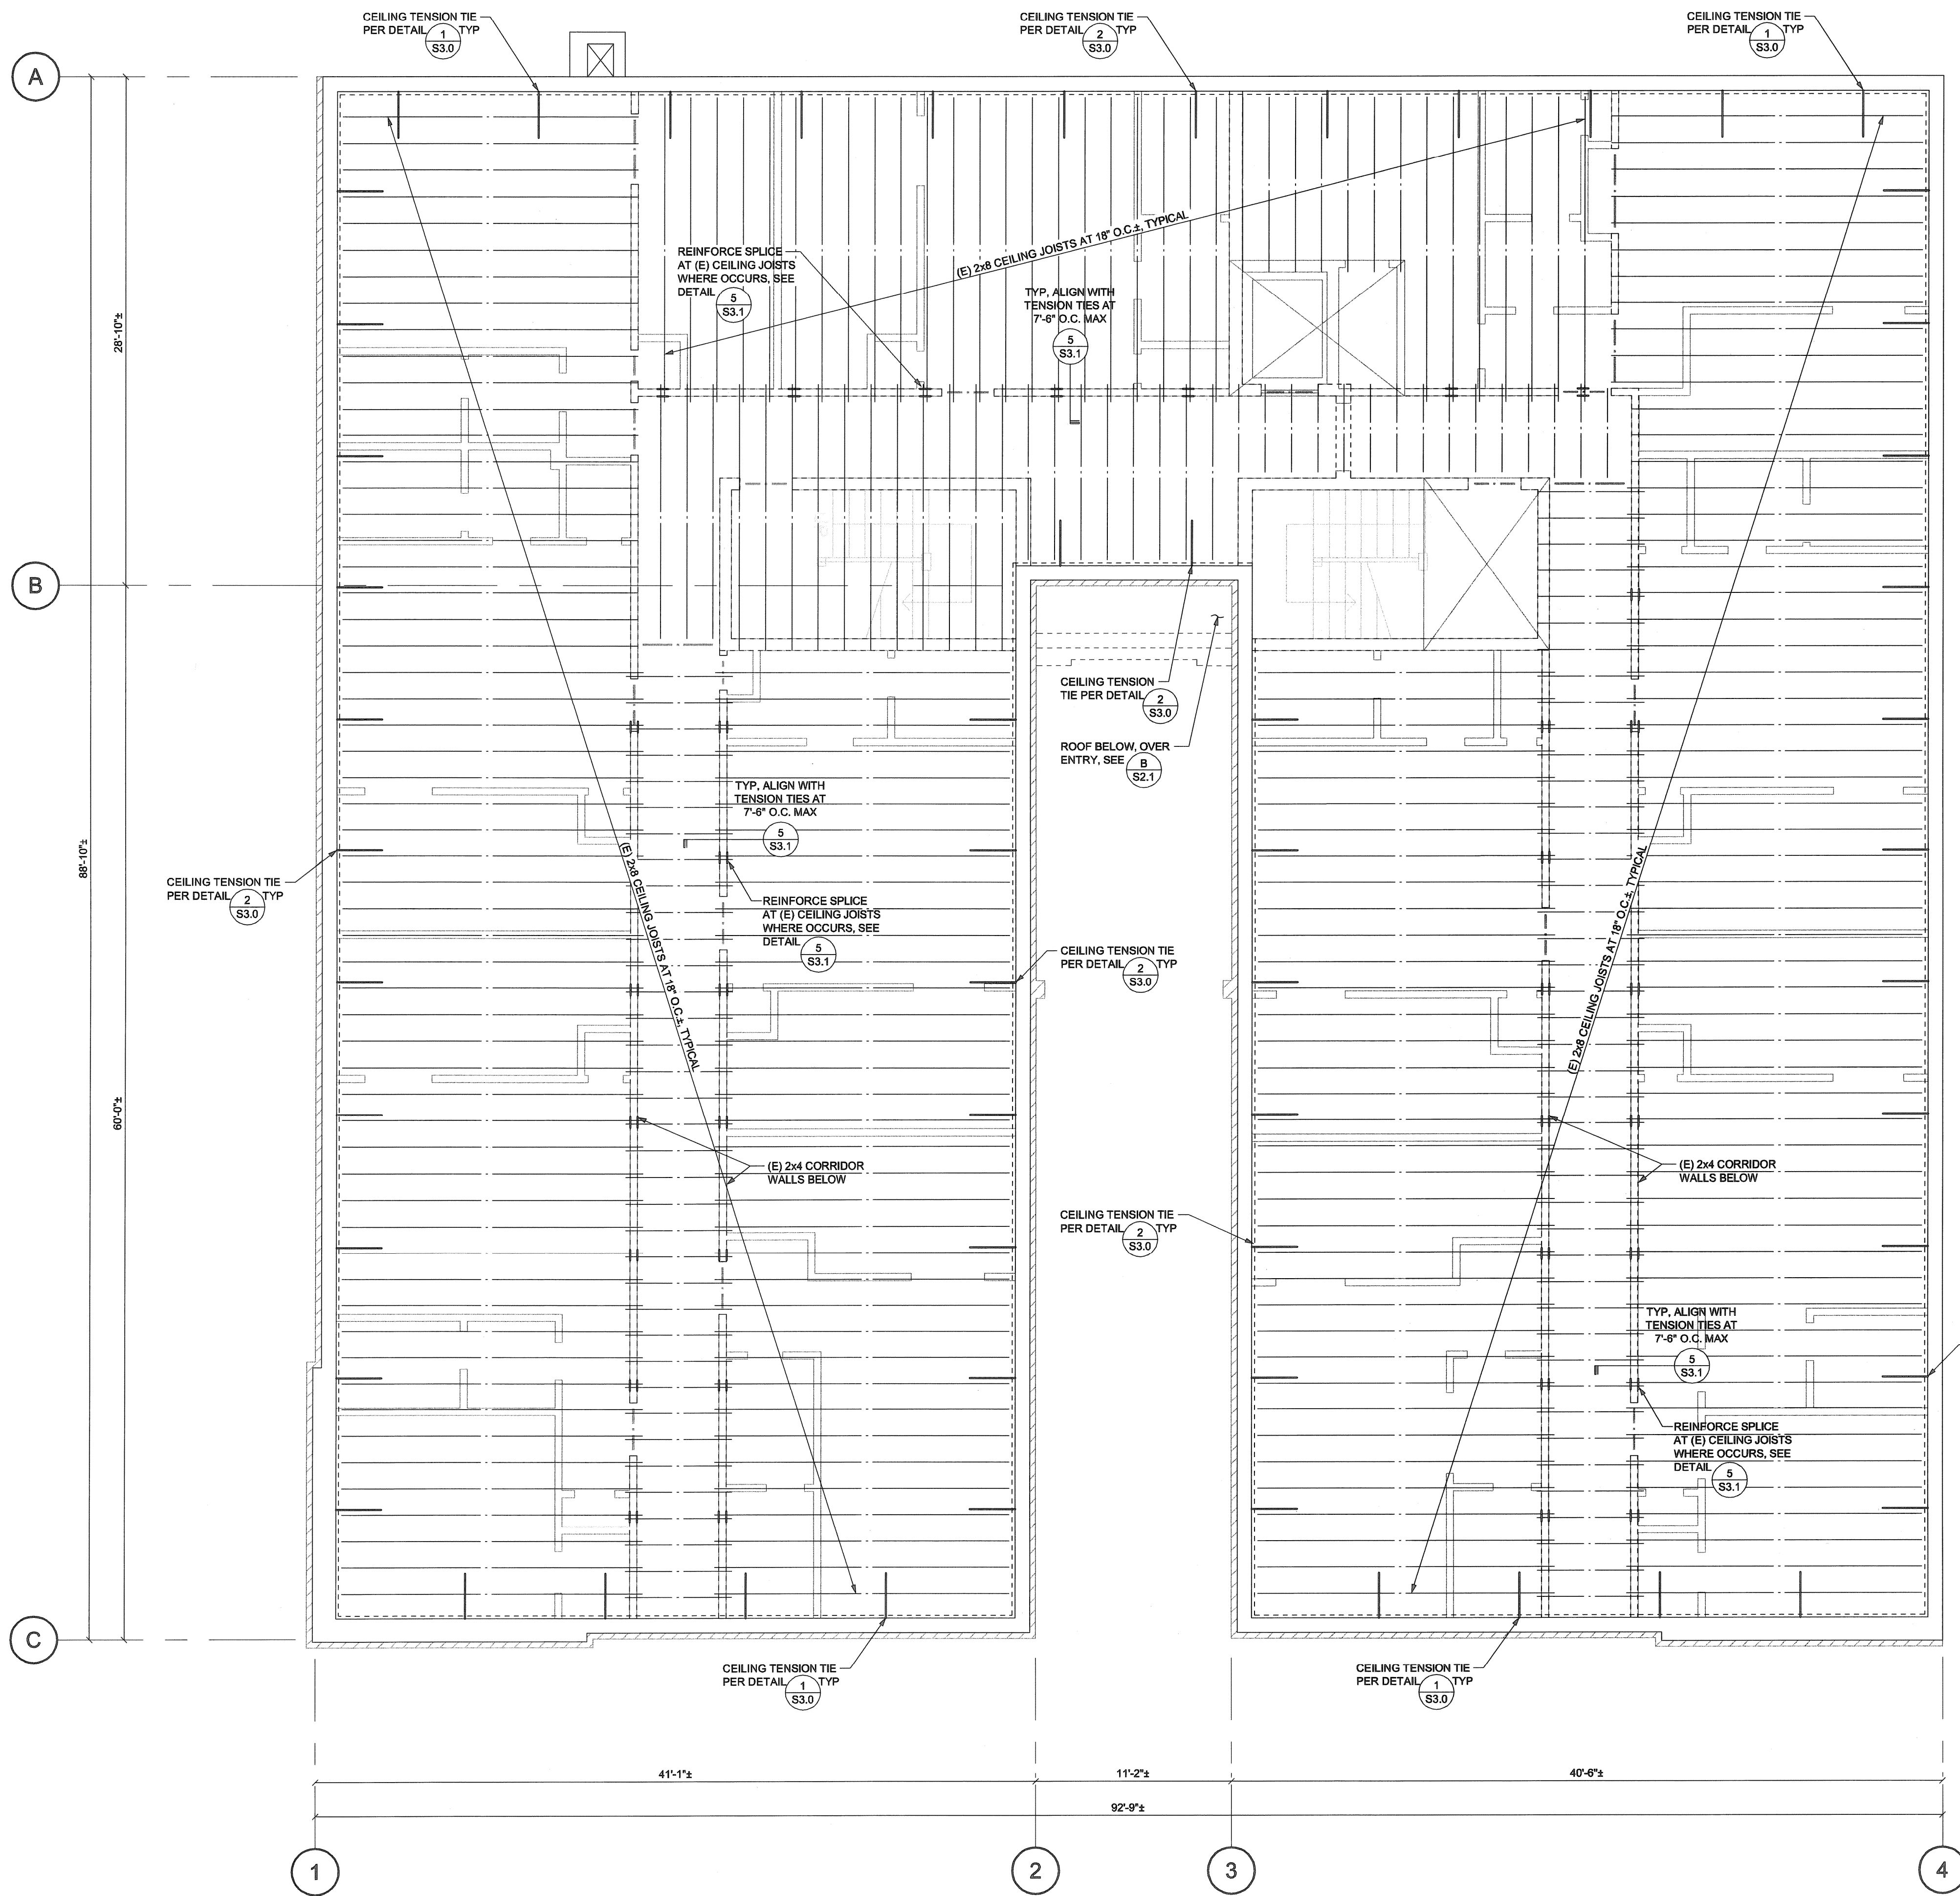 CEILING TENSION TIE
PER DETAIL 1 TYP
S3.0
CEILING TENSION TIE
PER DETAIL 2 TYP
S3.0
CEILING TENSION TIE
PER DETAIL 1 TYP
S3.0
A
28'-10"±
REINFORCE SPLICE
AT (E) CEILING JOISTS
WHERE OCCURS, SEE
DETAIL 5
S3.1
(E) 2x8 CEILING JOISTS AT 18" O.C.±, TYPICAL
TYP, ALIGN WITH
TENSION TIES AT
7'-6" O.C. MAX
5
S3.1
B
CEILING TENSION
TIE PER DETAIL 2
S3.0
ROOF BELOW, OVER
ENTRY, SEE B
S2.1
88'-10"±
60'-0"±
TYP, ALIGN WITH
TENSION TIES AT
7'-6" O.C. MAX
5
S3.1
CEILING TENSION TIE
PER DETAIL 2 TYP
S3.0
(E) 2x8 CEILING JOISTS AT 18" O.C.±, TYPICAL
REINFORCE SPLICE
AT (E) CEILING JOISTS
WHERE OCCURS, SEE
DETAIL 5
S3.1
CEILING TENSION TIE
PER DETAIL 2 TYP
S3.0
(E) 2x8 CEILING JOISTS AT 18" O.C.±, TYPICAL
(E) 2x4 CORRIDOR
WALLS BELOW
(E) 2x4 CORRIDOR
WALLS BELOW
CEILING TENSION TIE
PER DETAIL 2 TYP
S3.0
TYP, ALIGN WITH
TENSION TIES AT
7'-6" O.C. MAX
5
S3.1
REINFORCE SPLICE
AT (E) CEILING JOISTS
WHERE OCCURS, SEE
DETAIL 5
S3.1
C
CEILING TENSION TIE
PER DETAIL 1 TYP
S3.0
CEILING TENSION TIE
PER DETAIL 1 TYP
S3.0
41'-1"±
11'-2"±
40'-6"±
92'-9"±
1
2
3
4